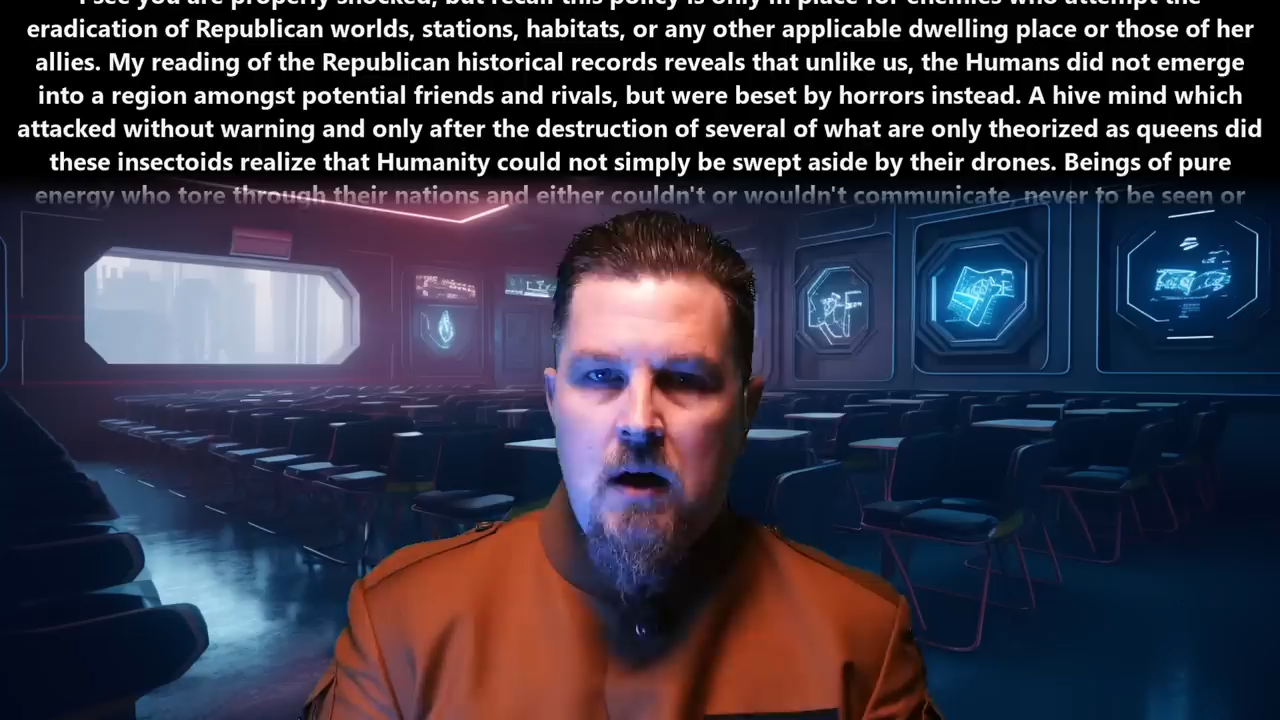 I see you are properly shocked, but recall this policy is only in place for enemies who attempt the
eradication of Republican worlds, stations, habitats, or any other applicable dwelling place or those of her
allies. My reading of the Republican historical records reveals that unlike us, the Humans did not emerge
into a region amongst potential friends and rivals, but were beset by horrors instead. A hive mind which
attacked without warning and only after the destruction of several of what are only theorized as queens did
these insectoids realize that Humanity could not simply be swept aside by their drones. Beings of pure
energy who tore through their nations and either couldn't or wouldn't communicate, never to be seen or